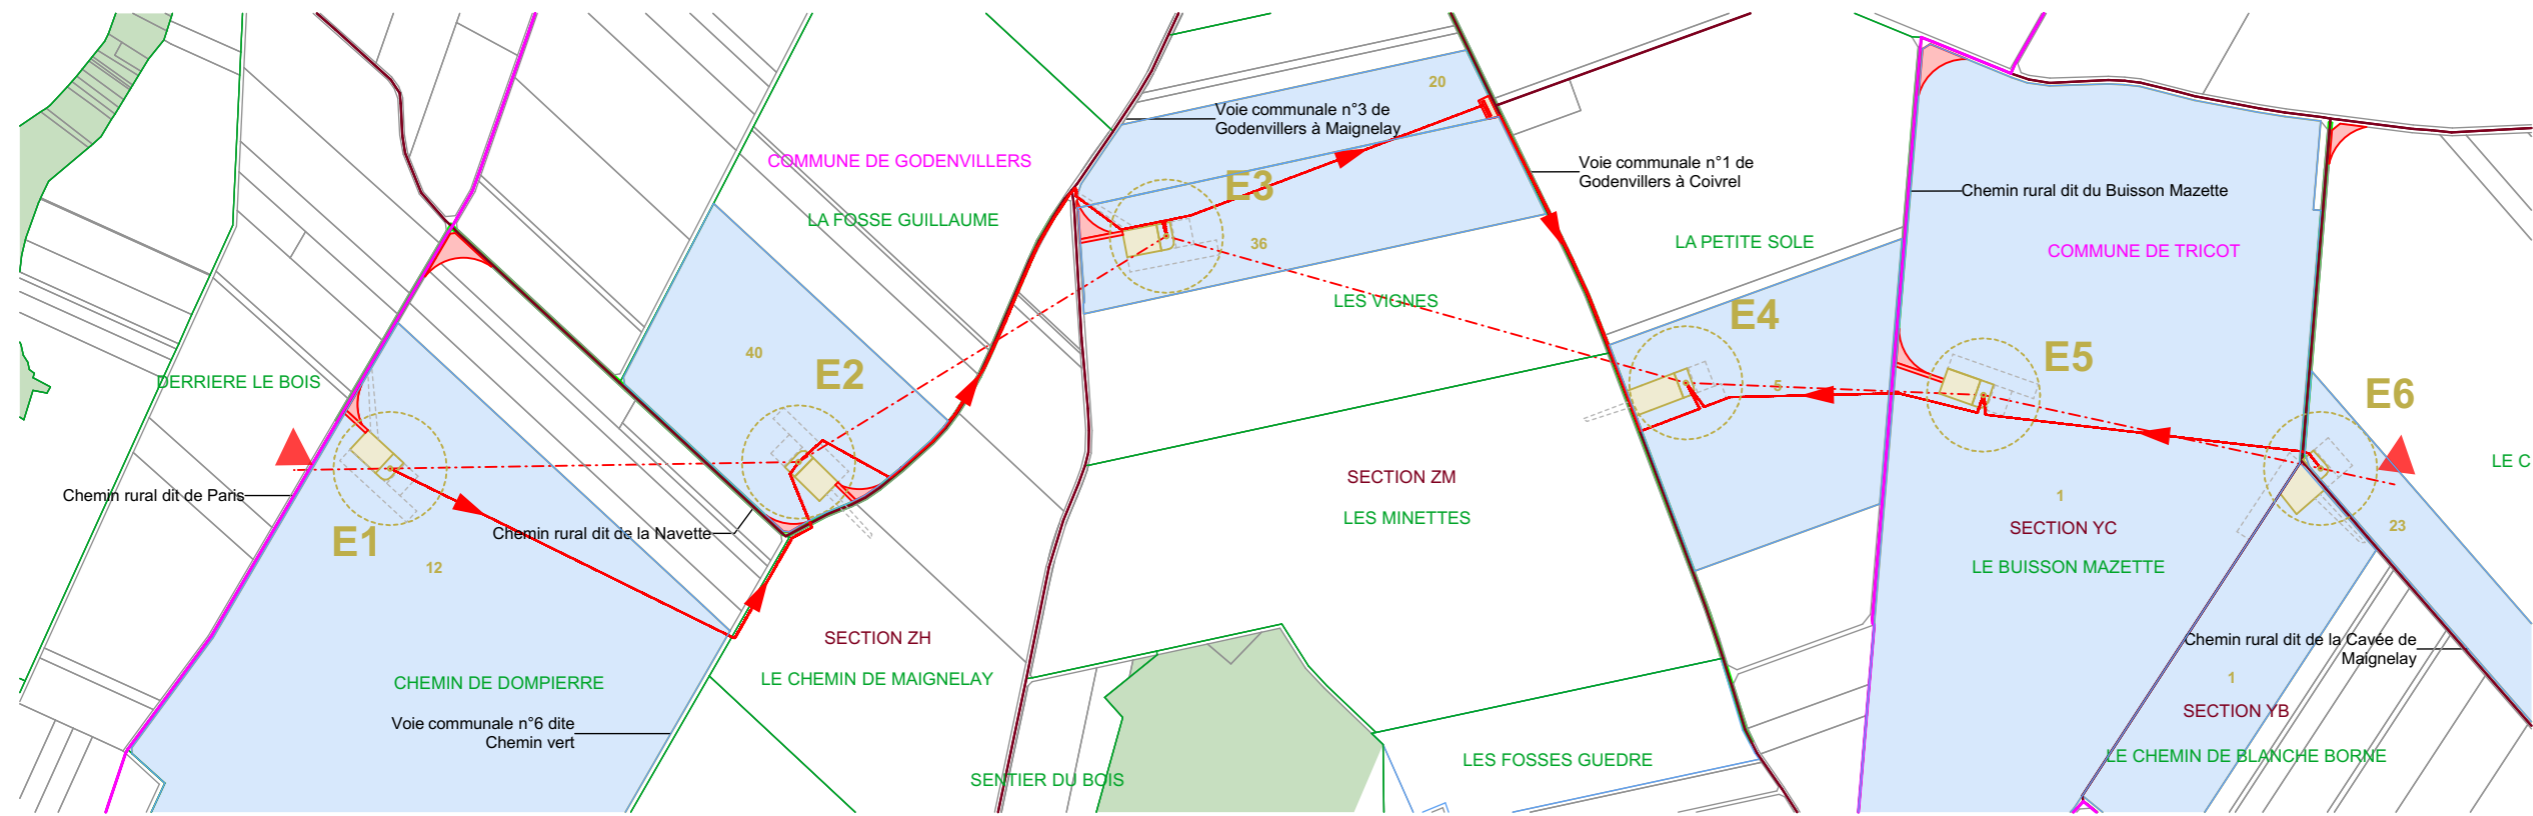 20
Voie communale n°3 de
Godenvillers à Maignelay
COMMUNE DE GODENVILLERS
Voie communale n°1 de
Godenvillers à Coivrel
E3
Chemin rural dit du Buisson Mazette
LA FOSSE GUILLAUME
36
LA PETITE SOLE
COMMUNE DE TRICOT
LES VIGNES
E4
40
E2
E5
DERRIERE LE BOIS
5
E6
LE C
SECTION ZM
Chemin rural dit de Paris
1
LES MINETTES
SECTION YC
23
Chemin rural dit de la Navette
E1
12
LE BUISSON MAZETTE
SECTION ZH
Chemin rural dit de la Cavée de
Maignelay
LE CHEMIN DE MAIGNELAY
CHEMIN DE DOMPIERRE
1
SECTION YB
Voie communale n°6 dite
Chemin vert
LES FOSSES GUEDRE
LE CHEMIN DE BLANCHE BORNE
SENTIER DU BOIS